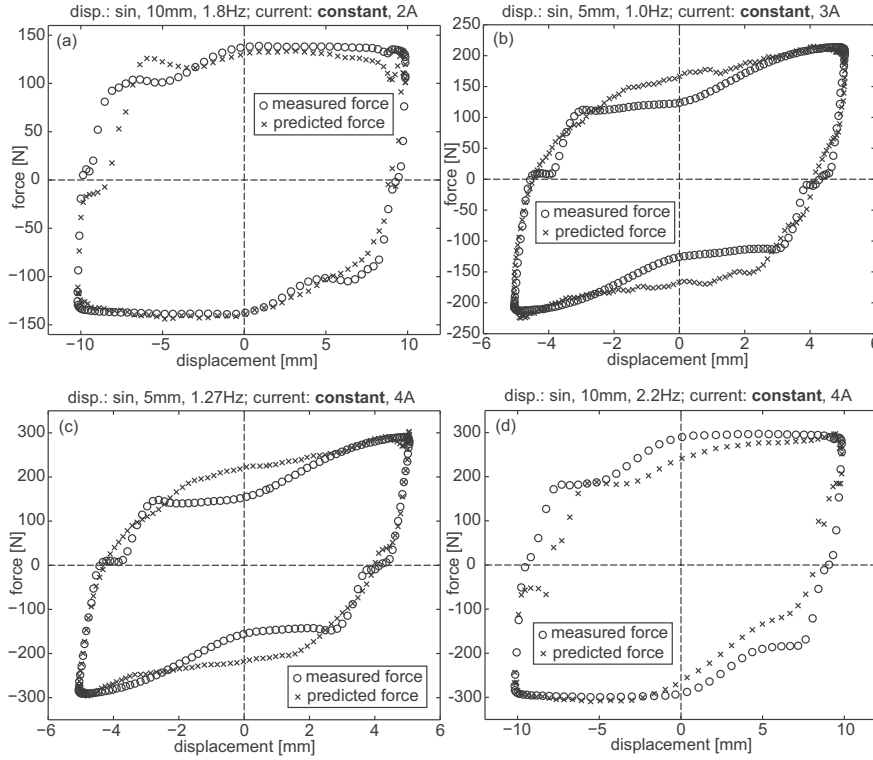 disp.: sin, 10mm, 1.8Hz; current: constant, 2A
(a)
150
100
50
0
−50
−100
−150
force [N]
measured force
predicted force
−10
−5
0
5
10
displacement [mm]
disp.: sin, 5mm, 1.0Hz; current: constant, 3A
(b)
250
200
150
100
50
0
−50
−100
−150
−200
−250
force [N]
measured force
predicted force
−6
−4
−2
0
2
4
6
displacement [mm]
disp.: sin, 5mm, 1.27Hz; current: constant, 4A
(c)
300
200
100
0
−100
−200
−300
force [N]
measured force
predicted force
−6
−4
−2
0
2
4
6
displacement [mm]
disp.: sin, 10mm, 2.2Hz; current: constant, 4A
(d)
300
200
100
0
−100
−200
−300
force [N]
measured force
predicted force
−10
−5
0
5
10
displacement [mm]